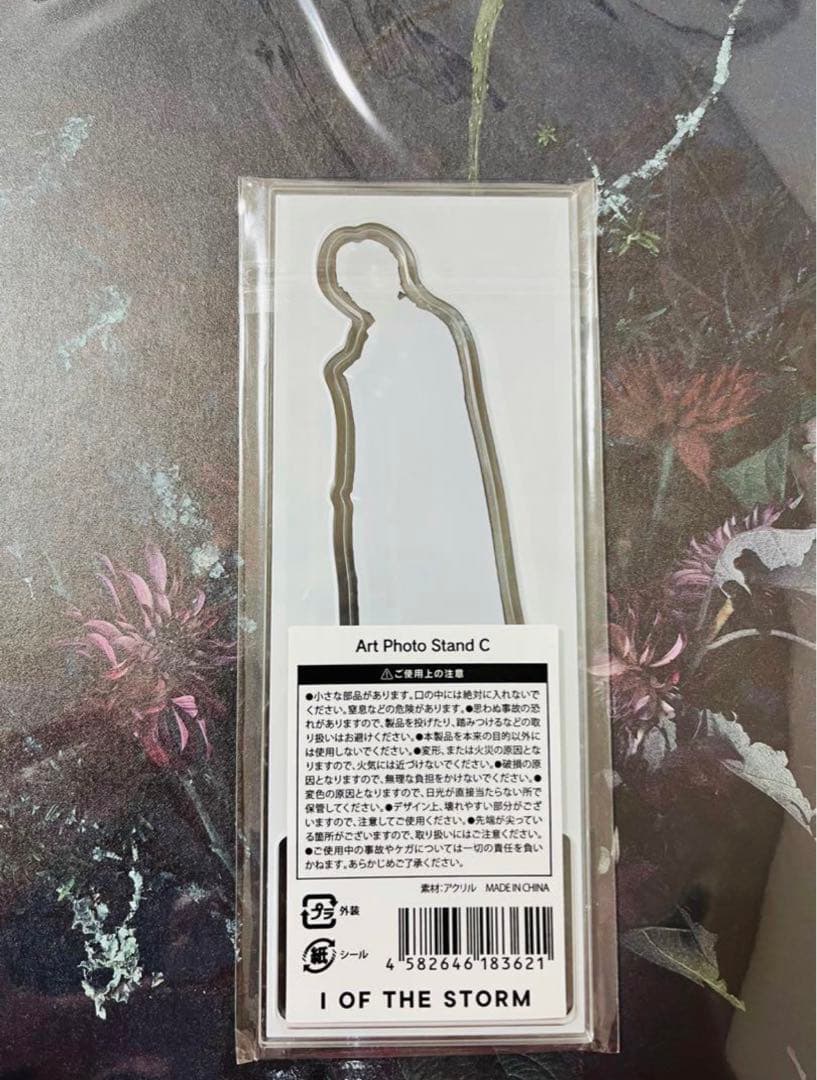 Art Photo Stand C
⚠ご使用上の注意
●小さな部品があります。口の中には絶対に入れないで
ください。窒息などの危険があります。●思わぬ事故の恐
れがありますので、製品を投げたり、踏みつけるなどの取
り扱いはお避けください。●本製品を本来の目的以外に
は使用しないでください。●変形、または火災の原因とな
りますので、火気には近づけないでください。●破損の原
因となりますので、無理な負担をかけないでください。●
変色の原因となりますので、日光が直接当たらない所で
保管してください。●デザイン上、壊れやすい部分がござ
いますので、注意してご使用ください。●先端が尖ってい
る箇所がございますので、取り扱いにはご注意ください。
●ご使用中の事故やケガについては一切の責任を負い
かねます。あらかじめご了承ください。
素材:アクリル MADE IN CHINA
プラ 外装
紙 シール
4 582646 183621
I OF THE STORM